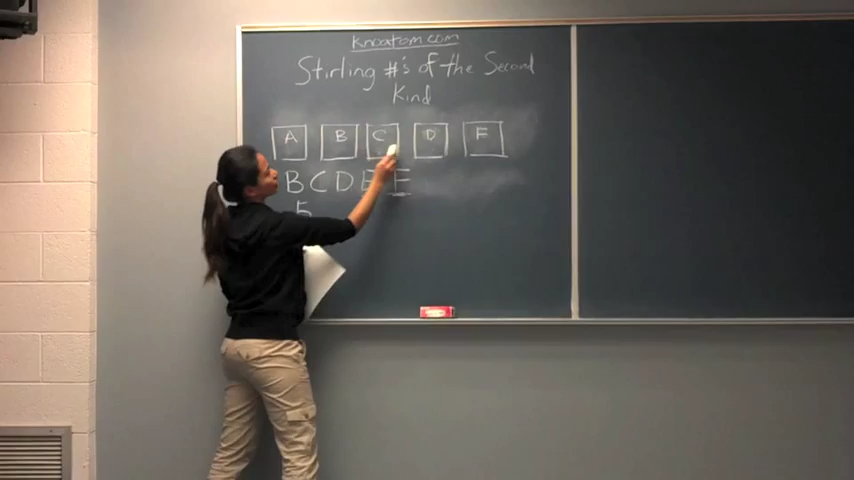 knoatom.com
Stirling #'s of the Second
Kind
A B C D F
B C D E F
5